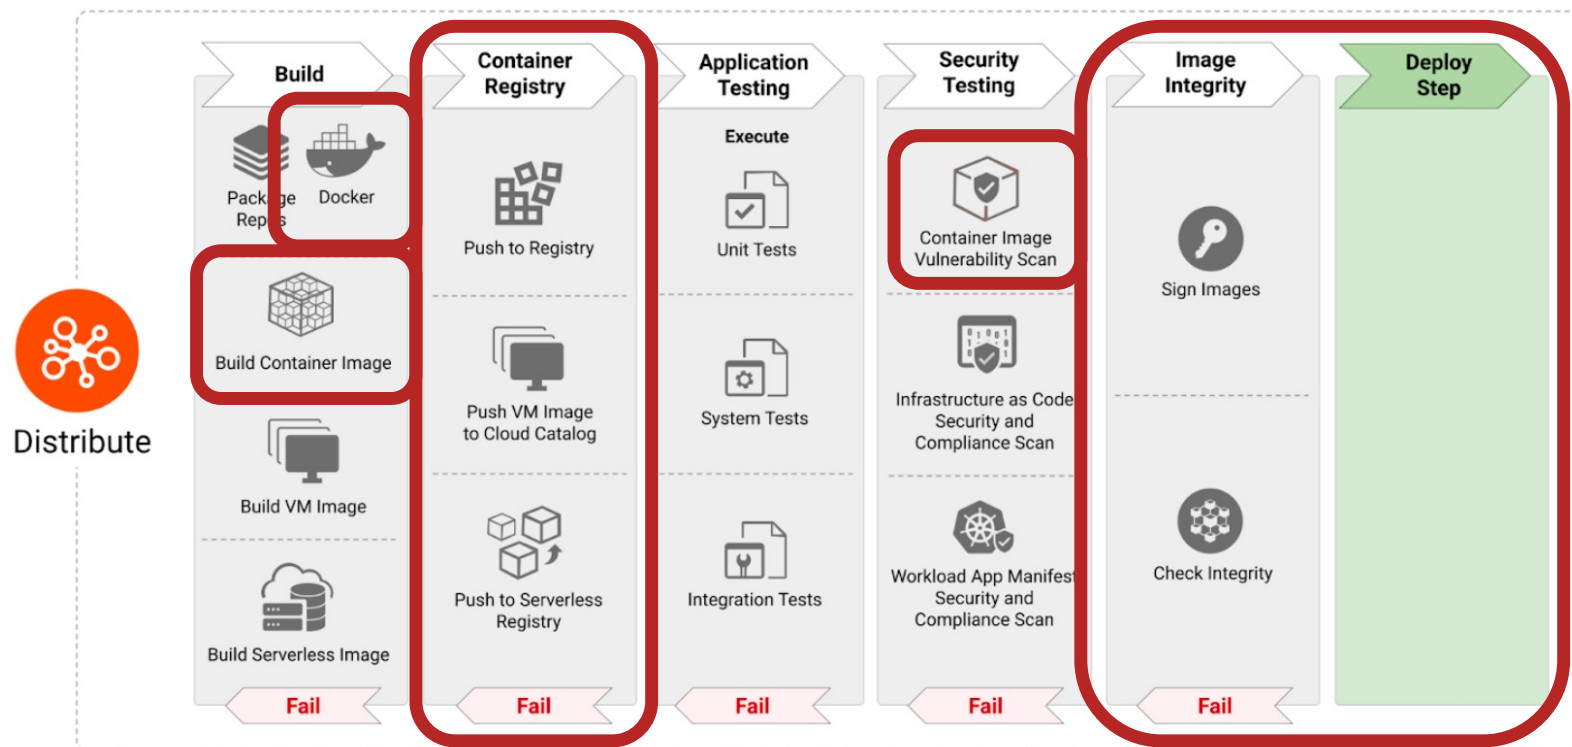 Distribute
Build
Package
Repos
Docker
Build Container Image
Build VM Image
Build Serverless Image
Fail
Container
Registry
Push to Registry
Push VM Image
to Cloud Catalog
Push to Serverless
Registry
Fail
Application
Testing
Execute
Unit Tests
System Tests
Integration Tests
Fail
Security
Testing
Container Image
Vulnerability Scan
Infrastructure as Code
Security and
Compliance Scan
Workload App Manifest
Security and
Compliance Scan
Fail
Image
Integrity
Sign Images
Check Integrity
Fail
Deploy
Step